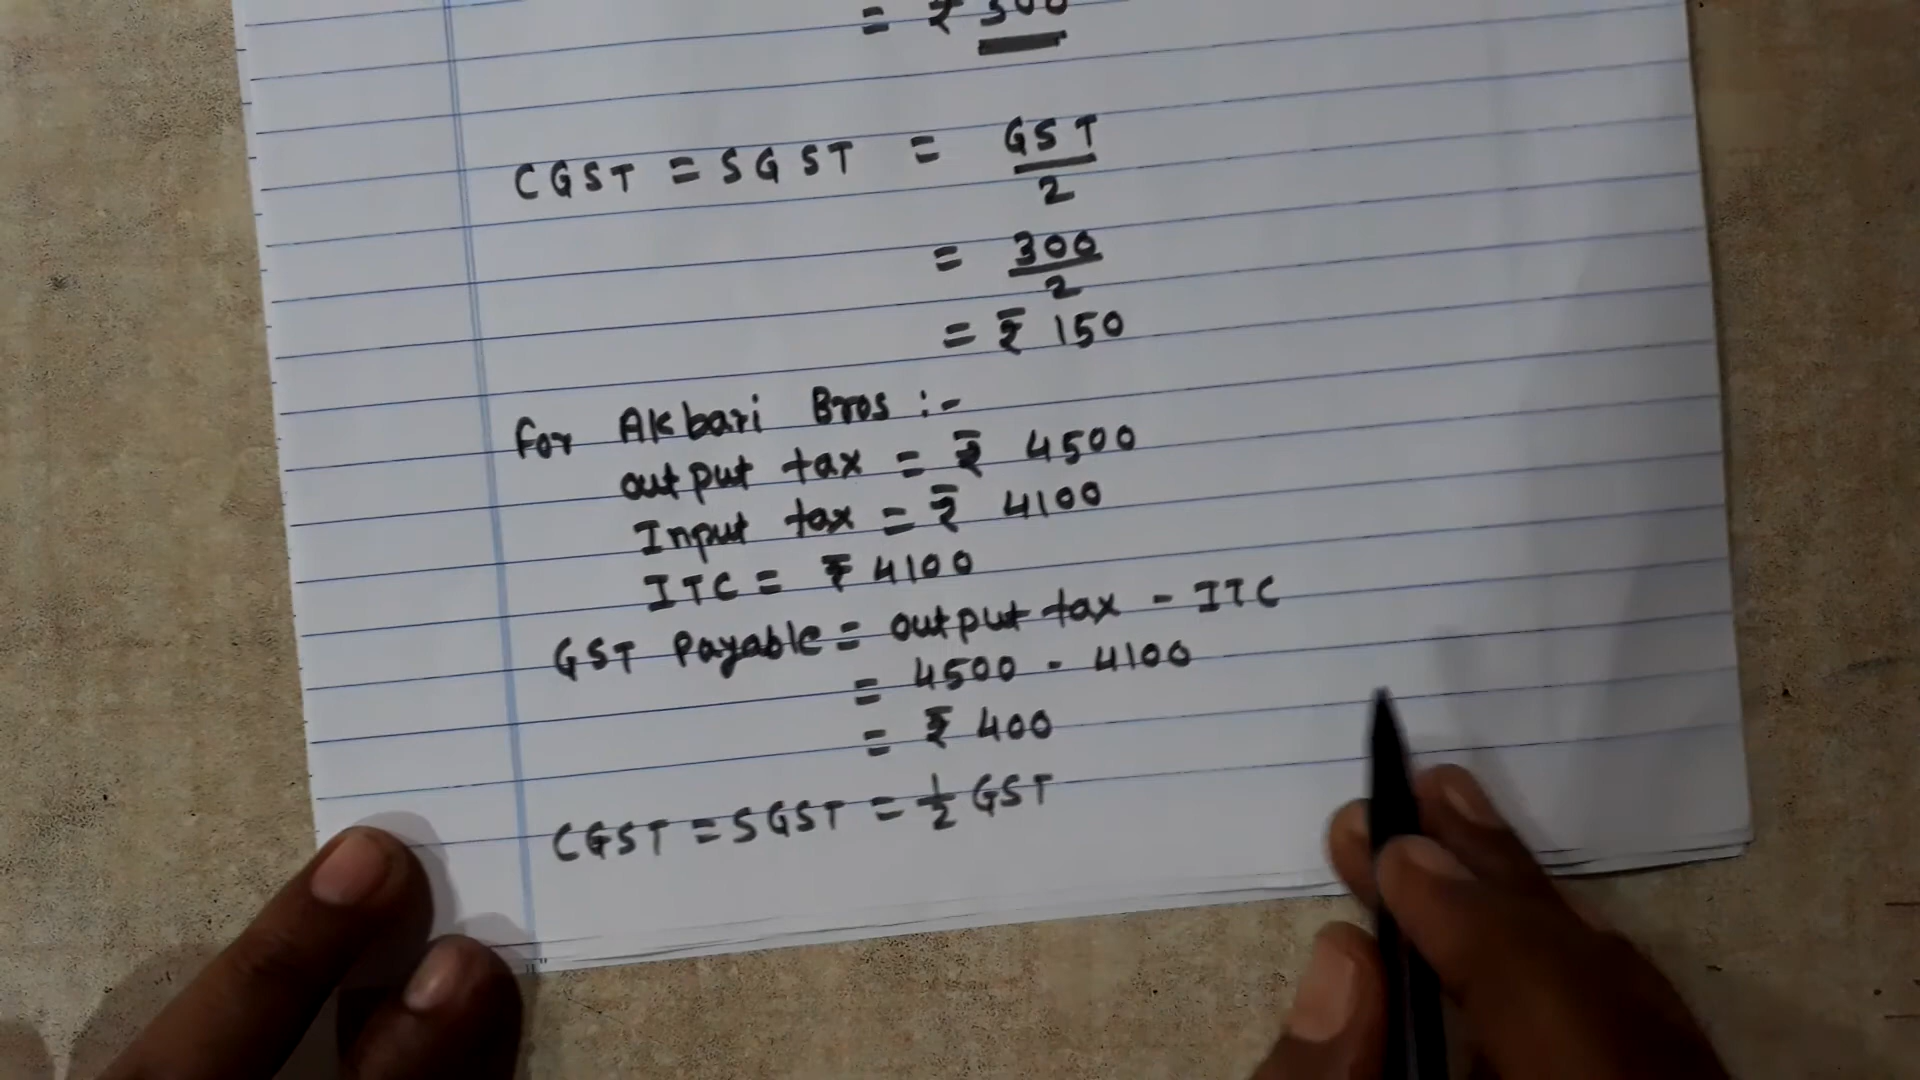 = ₹ 300
CGST = SGST = GST/2
= 300/2
= ₹ 150
For Akbari Bros :-
output tax = ₹ 4500
Input tax = ₹ 4100
ITC = ₹ 4100
GST Payable = output tax - ITC
= 4500 - 4100
= ₹ 400
CGST = SGST = 1/2 GST